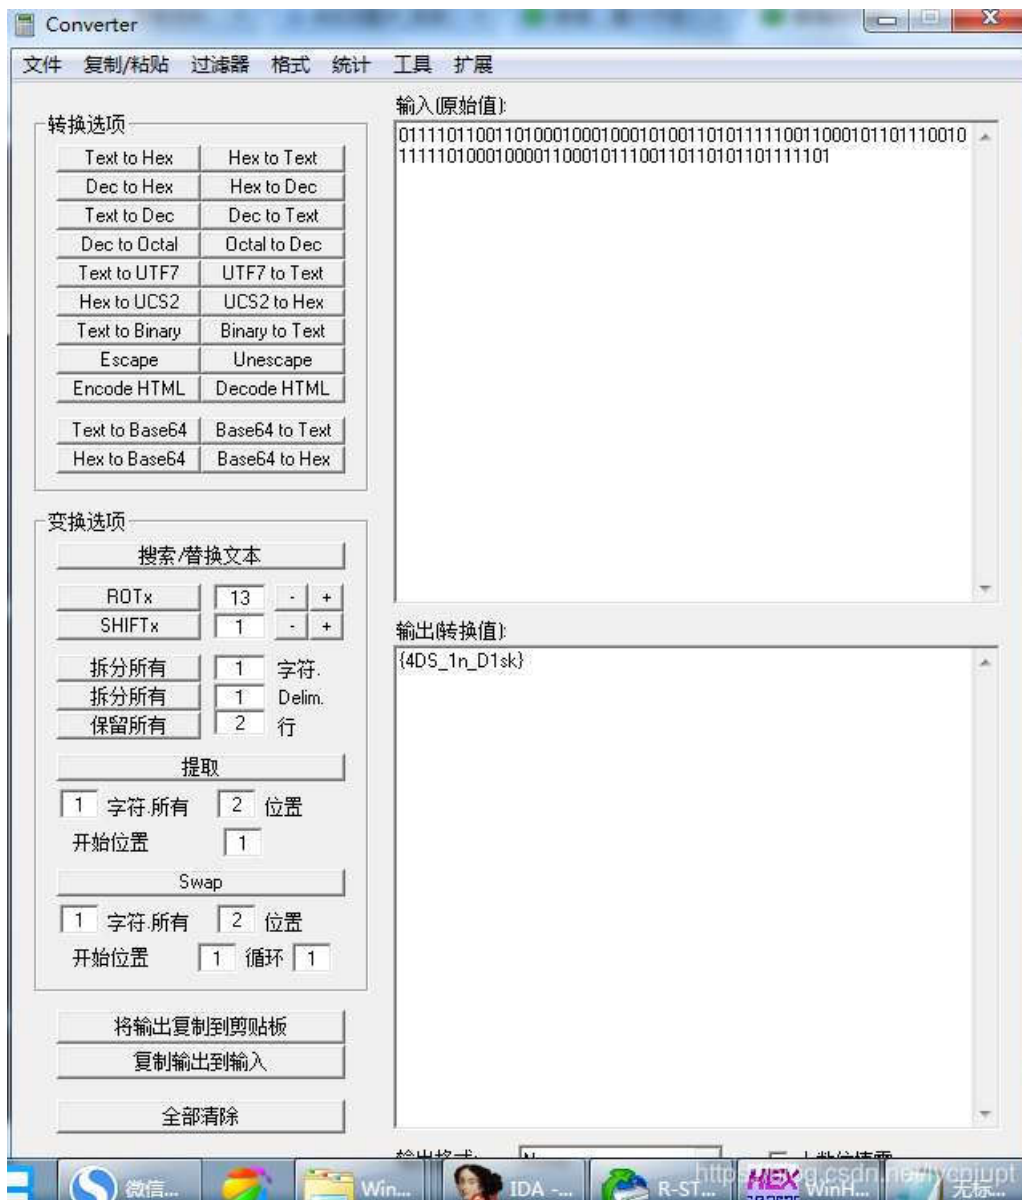 Converter
文件 复制/粘贴 过滤器 格式 统计 工具 扩展
转换选项
Text to Hex Hex to Text
Dec to Hex Hex to Dec
Text to Dec Dec to Text
Dec to Octal Octal to Dec
Text to UTF7 UTF7 to Text
Hex to UCS2 UCS2 to Hex
Text to Binary Binary to Text
Escape Unescape
Encode HTML Decode HTML
Text to Base64 Base64 to Text
Hex to Base64 Base64 to Hex
变换选项
搜索/替换文本
ROTx 13 - +
SHIFTx 1 - +
拆分所有 1 字符.
拆分所有 1 Delim.
保留所有 2 行
提取
1 字符.所有 2 位置
开始位置 1
Swap
1 字符.所有 2 位置
开始位置 1 循环 1
将输出复制到剪贴板
复制输出到输入
全部清除
输入(原始值):
01111011001101000100010001010011010111110011000101101110010
111110100010000110001011100110110101101111101
输出(转换值):
{4DS_1n_D1sk}
输出格式:
微信... Win... IDA -... R-ST... HEX WinH... 无标...